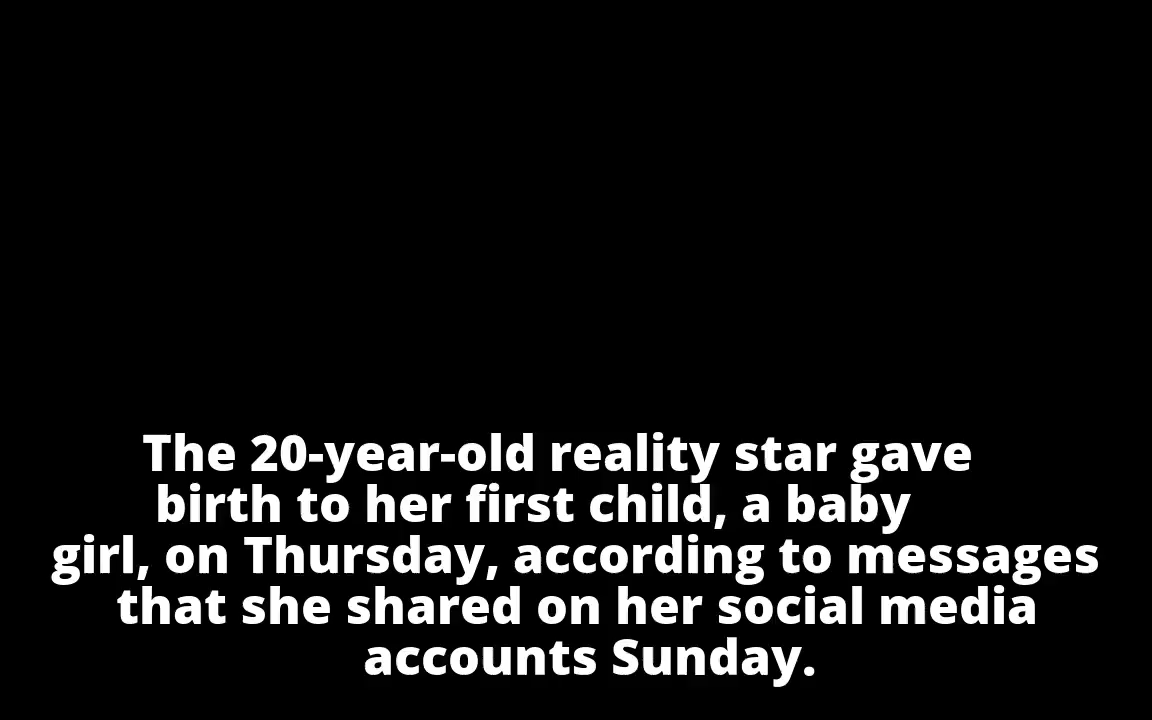 The 20-year-old reality star gave
birth to her first child, a baby
girl, on Thursday, according to messages
that she shared on her social media
accounts Sunday.